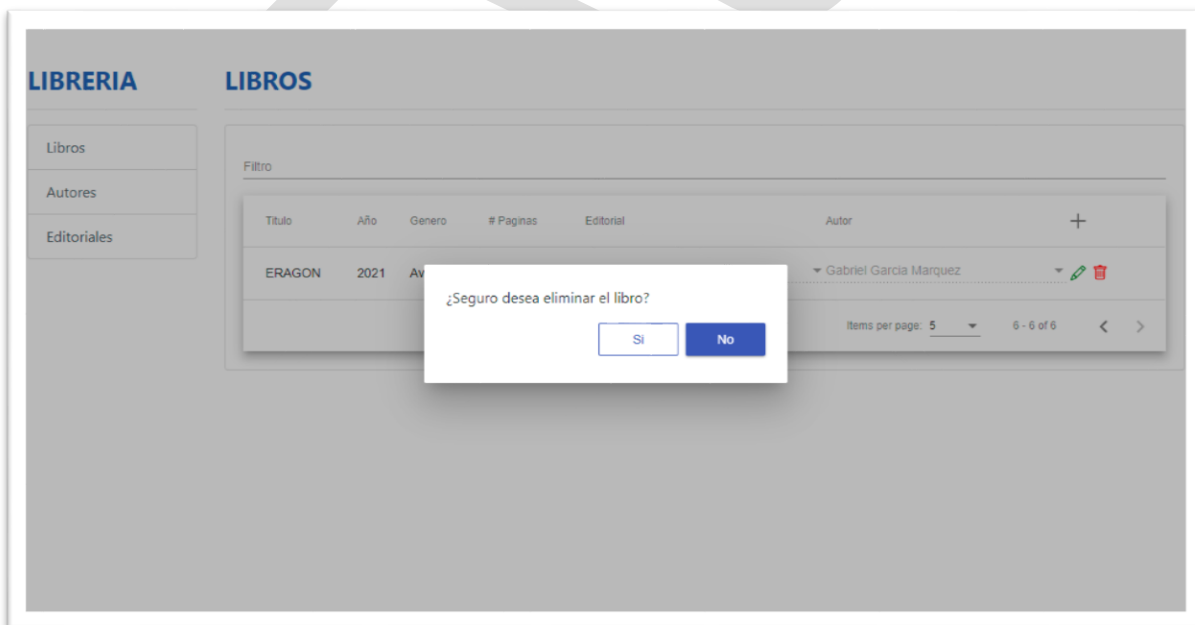 LIBRERIA
LIBROS
Libros
Autores
Editoriales
Filtro
Titulo Año Genero # Paginas Editorial Autor
ERAGON 2021 Av Gabriel Garcia Marquez
¿Seguro desea eliminar el libro?
Si No
Items per page: 5 6 - 6 of 6